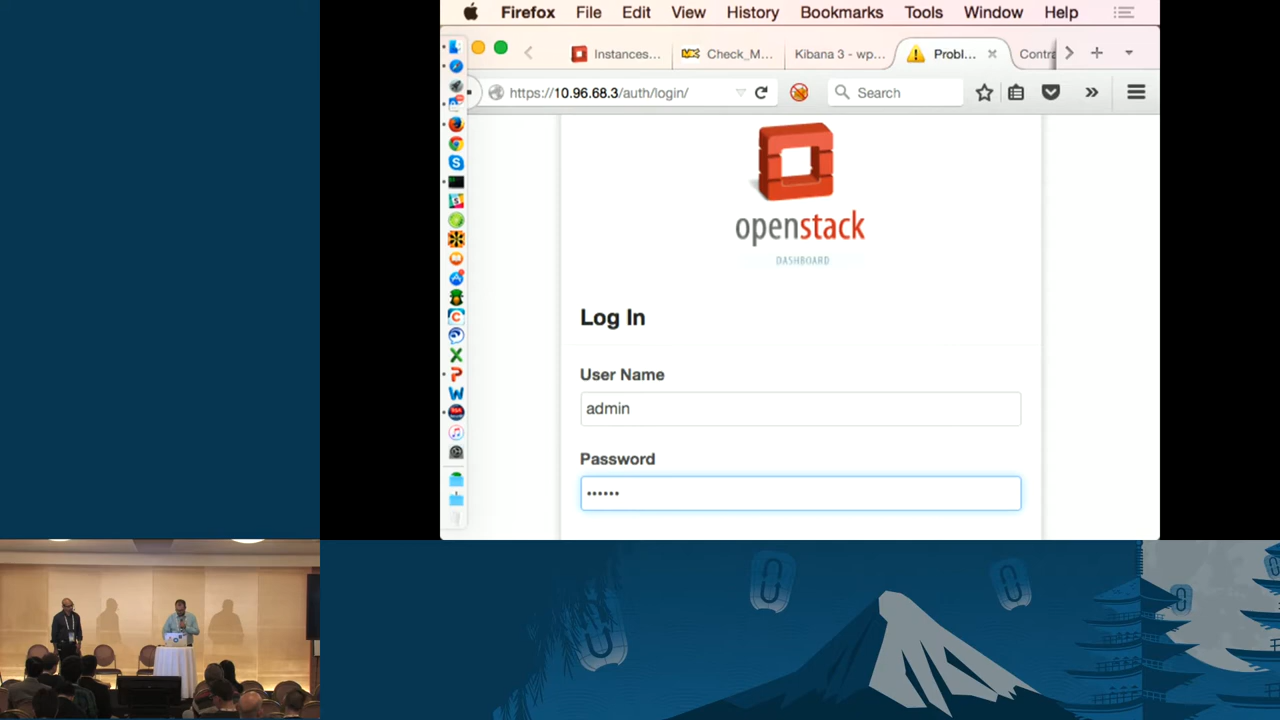 Firefox File Edit View History Bookmarks Tools Window Help
Instances... Check_M... Kibana 3 - wp... Probl... Contra
https://10.96.68.3/auth/login/ Search
openstack
DASHBOARD
Log In
User Name
admin
Password
••••••